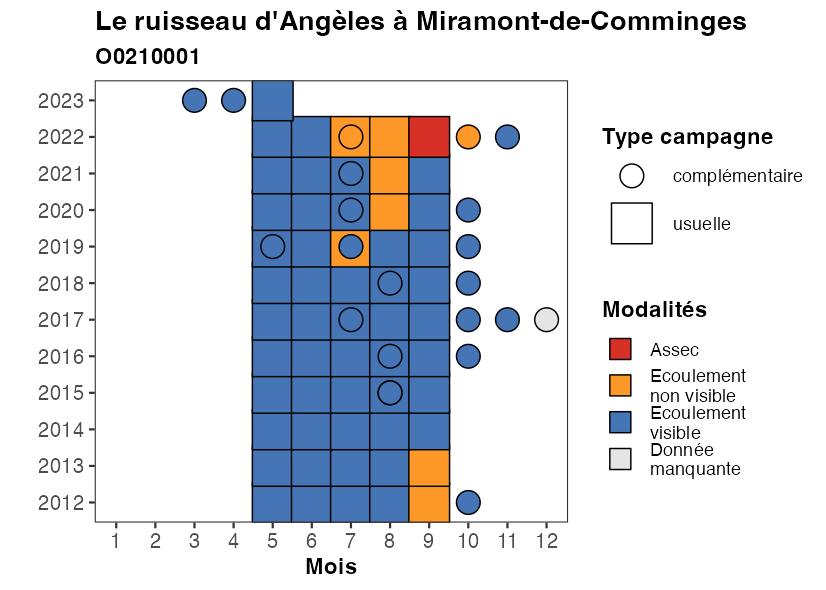 Le ruisseau d'Angèles à Miramont-de-Comminges
O0210001
2023
2022
2021
2020
2019
2018
2017
2016
2015
2014
2013
2012
1 2 3 4 5 6 7 8 9 10 11 12
Mois
Type campagne
complémentaire
usuelle
Modalités
Assec
Ecoulement
non visible
Ecoulement
visible
Donnée
manquante